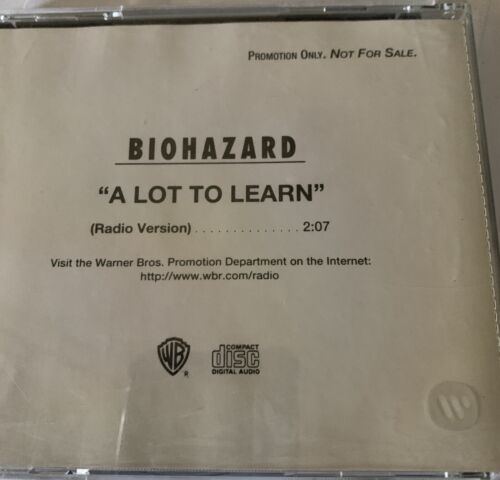 PROMOTION ONLY. NOT FOR SALE.
BIOHAZARD
“A LOT TO LEARN”
(Radio Version) . . . . . . . . . . . . . . 2:07
Visit the Warner Bros. Promotion Department on the Internet:
http://www.wbr.com/radio
WB
R
COMPACT
disc
DIGITAL AUDIO